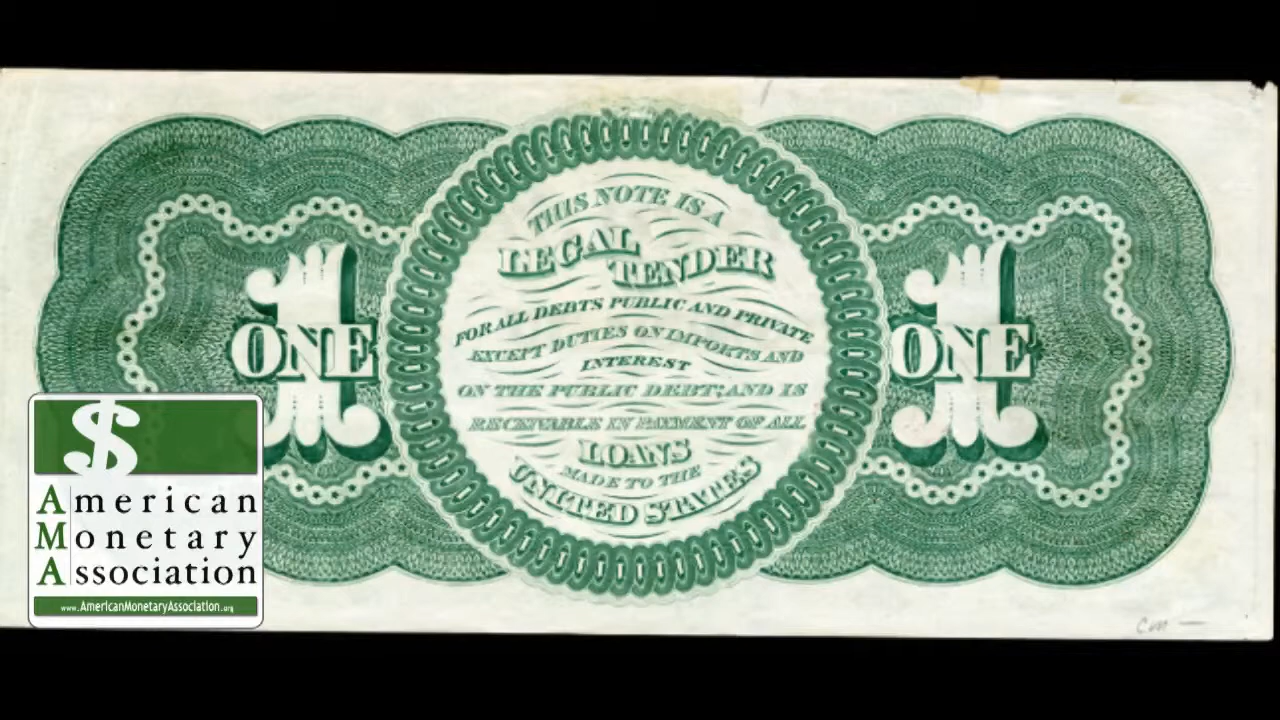 THIS NOTE IS A
LEGAL
TENDER
FOR ALL DEBTS PUBLIC AND PRIVATE
EXCEPT DUTIES ON IMPORTS AND
INTEREST
ON THE PUBLIC DEBT; AND IS
RECEIVABLE IN PAYMENT OF ALL
LOANS
MADE TO THE
UNITED STATES
1
ONE
1
ONE
$
American
Monetary
Association
www.AmericanMonetaryAssociation.org